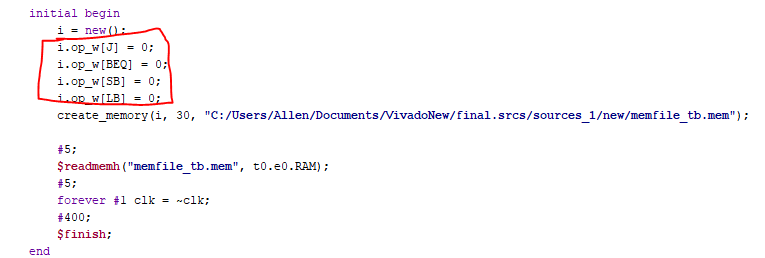 initial begin
i = new();
i.op_w[J] = 0;
i.op_w[BEQ] = 0;
i.op_w[SB] = 0;
i.op_w[LB] = 0;
create_memory(i, 30, "C:/Users/Allen/Documents/VivadoNew/final.srcs/sources_1/new/memfile_tb.mem");
#5;
$readmemh("memfile_tb.mem", t0.e0.RAM);
#5;
forever #1 clk = ~clk;
#400;
$finish;
end